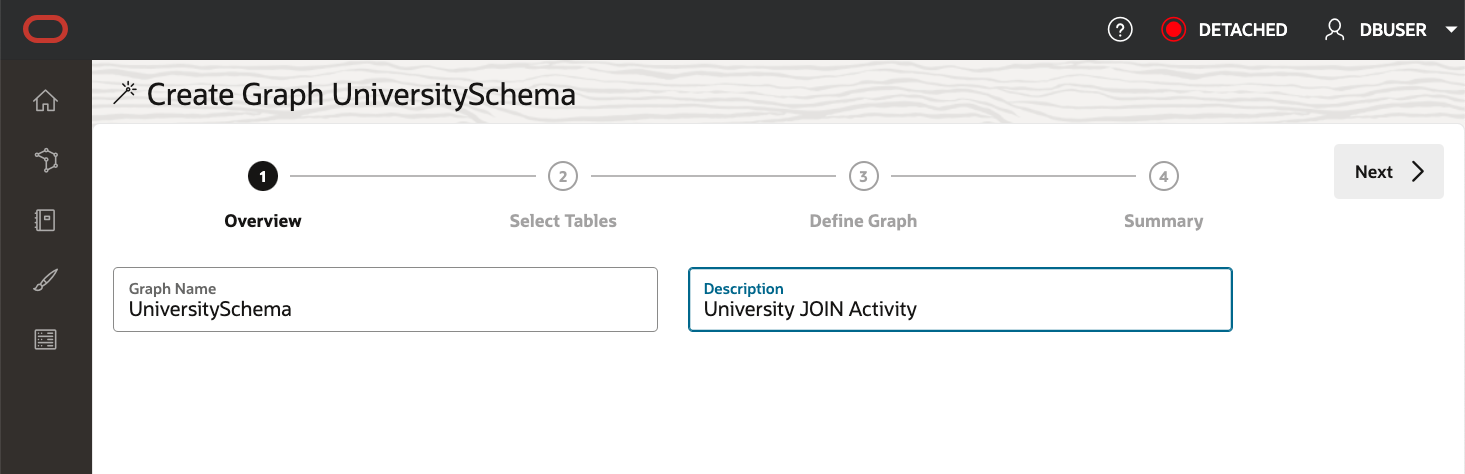 ? DETACHED DBUSER
Create Graph UniversitySchema
1 2 3 4 Next
Overview Select Tables Define Graph Summary
Graph Name Description
UniversitySchema University JOIN Activity